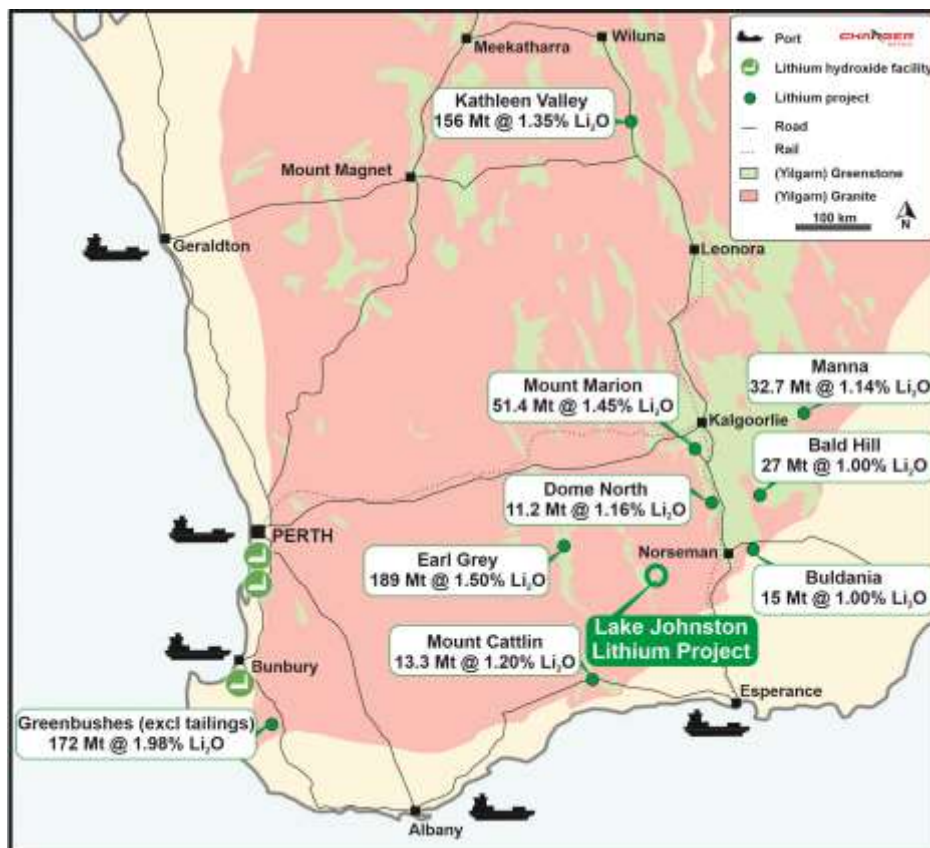 Meekatharra
Wiluna
Kathleen Valley
156 Mt @ 1.35% Li₂O
Mount Magnet
Geraldton
Leonora
Port
CHARGER
METALS
Lithium hydroxide facility
Lithium project
Road
Rail
(Yilgarn) Greenstone
(Yilgarn) Granite
100 km
N
Manna
32.7 Mt @ 1.14% Li₂O
Mount Marion
51.4 Mt @ 1.45% Li₂O
Kalgoorlie
Bald Hill
27 Mt @ 1.00% Li₂O
Dome North
11.2 Mt @ 1.16% Li₂O
PERTH
Earl Grey
189 Mt @ 1.50% Li₂O
Norseman
Buldania
15 Mt @ 1.00% Li₂O
Lake Johnston
Lithium Project
Mount Cattlin
13.3 Mt @ 1.20% Li₂O
Bunbury
Esperance
Greenbushes (excl tailings)
172 Mt @ 1.98% Li₂O
Albany